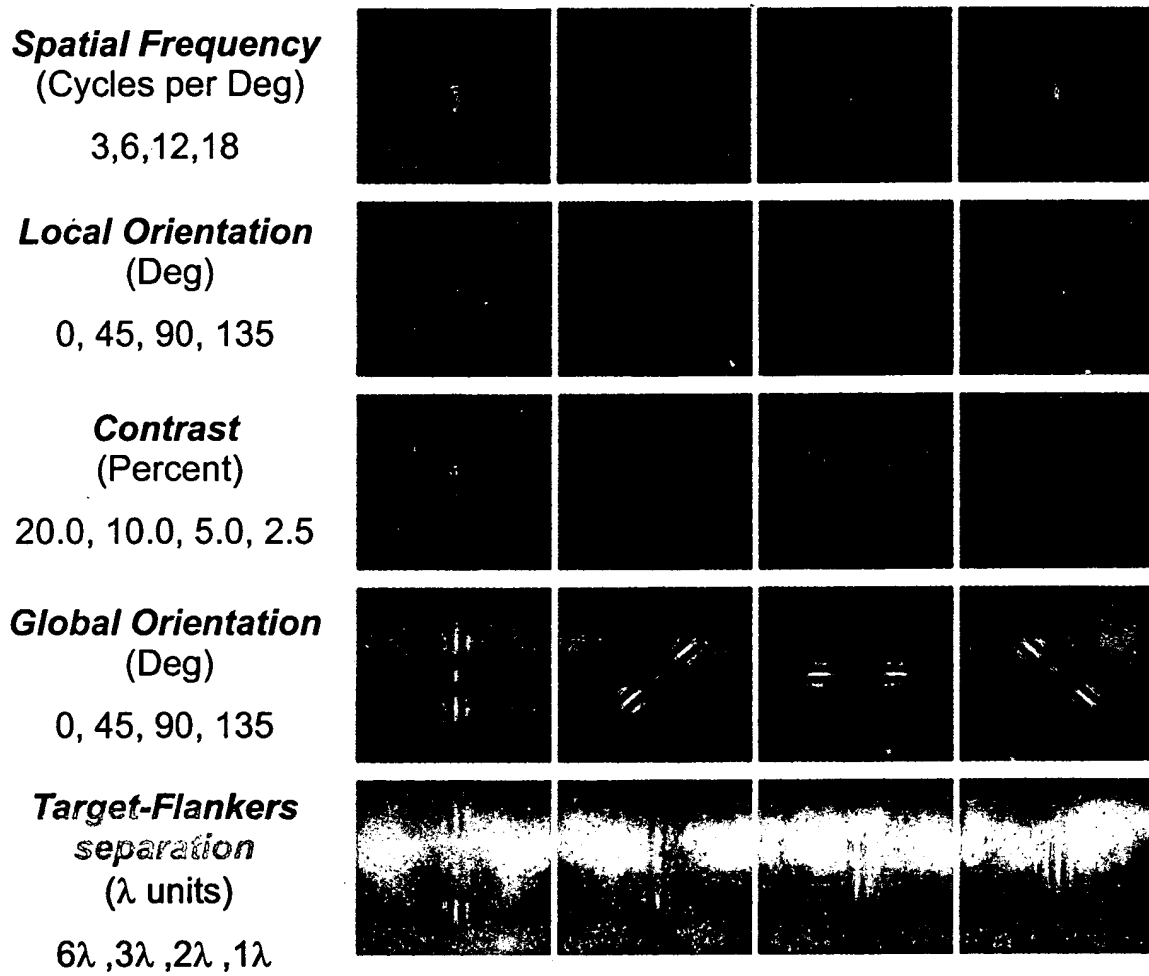 Spatial Frequency
(Cycles per Deg)
3,6,12,18
Local Orientation
(Deg)
0, 45, 90, 135
Contrast
(Percent)
20.0, 10.0, 5.0, 2.5
Global Orientation
(Deg)
0, 45, 90, 135
Target-Flankers
separation
(λ units)
6λ ,3λ ,2λ ,1λ